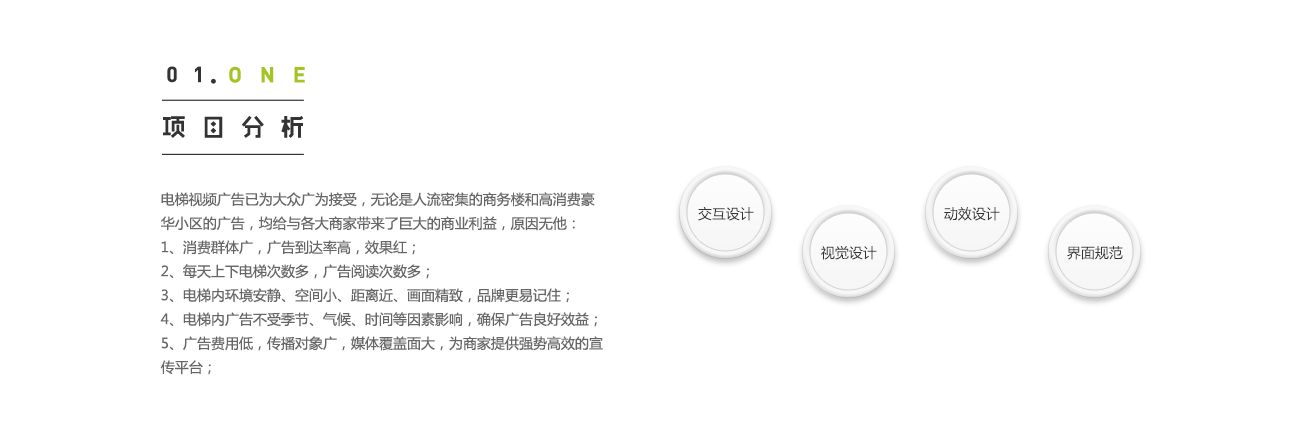 01.ONE
项目分析
电梯视频广告已为大众广为接受，无论是人流密集的商务楼和高消费豪
华小区的广告，均给与各大商家带来了巨大的商业利益，原因无他：
1、消费群体广，广告到达率高，效果红；
2、每天上下电梯次数多，广告阅读次数多；
3、电梯内环境安静、空间小、距离近、画面精致，品牌更易记住；
4、电梯内广告不受季节、气候、时间等因素影响，确保广告良好效益；
5、广告费用低，传播对象广，媒体覆盖面大，为商家提供强势高效的宣
传平台；
交互设计
视觉设计
动效设计
界面规范